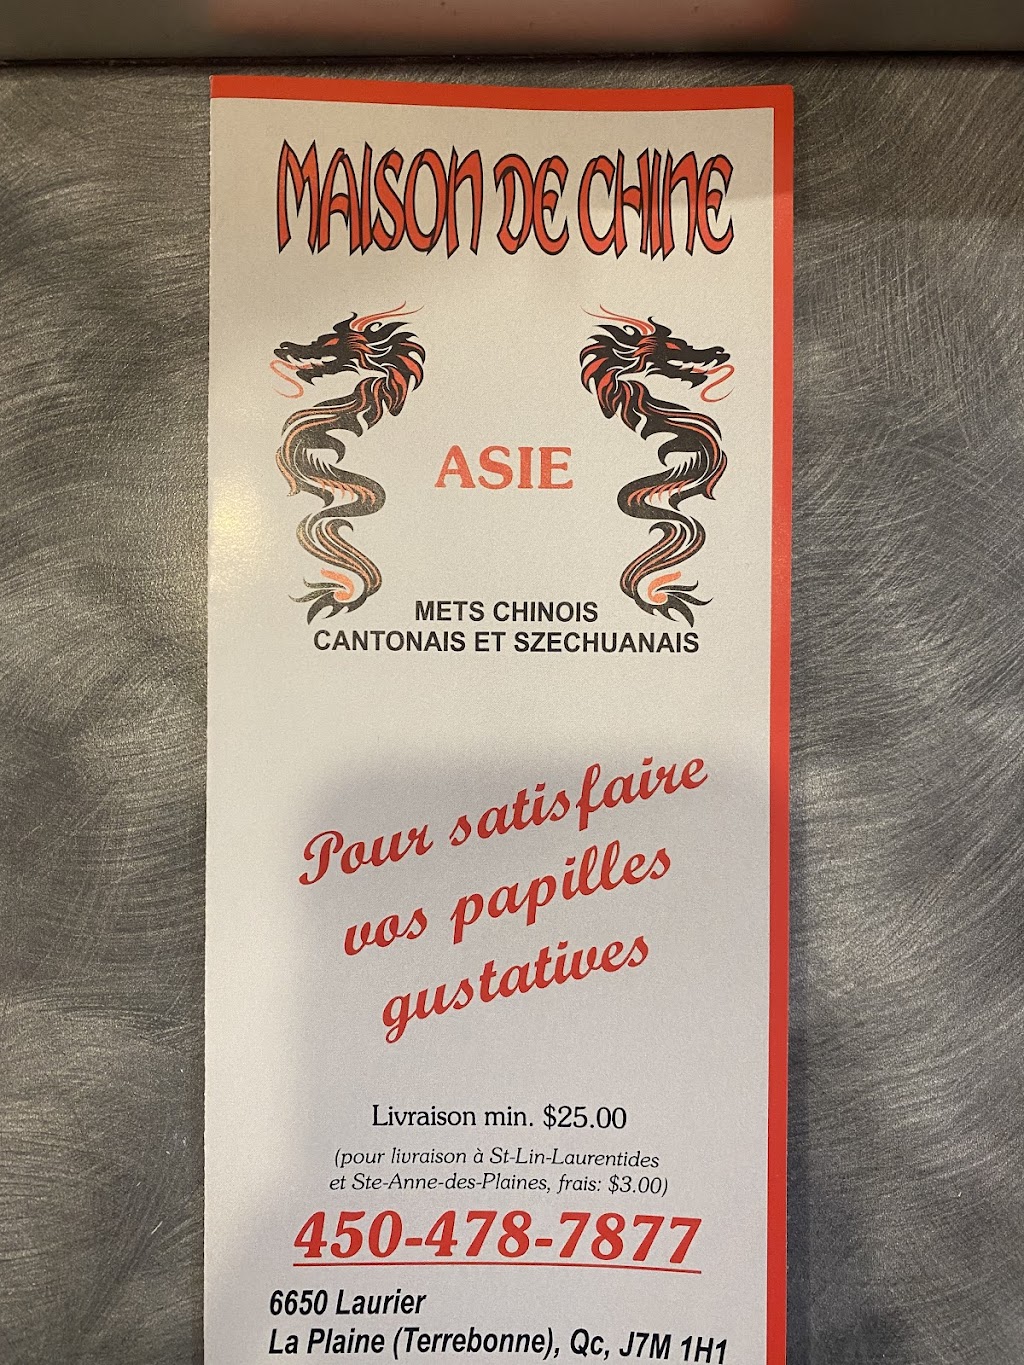 MAISON DE CHINE
ASIE
METS CHINOIS
CANTONAIS ET SZECHUANAIS
Pour satisfaire
vos papilles
gustatives
Livraison min. $25.00
(pour livraison à St-Lin-Laurentides
et Ste-Anne-des-Plaines, frais: $3.00)
450-478-7877
6650 Laurier
La Plaine (Terrebonne), Qc, J7M 1H1